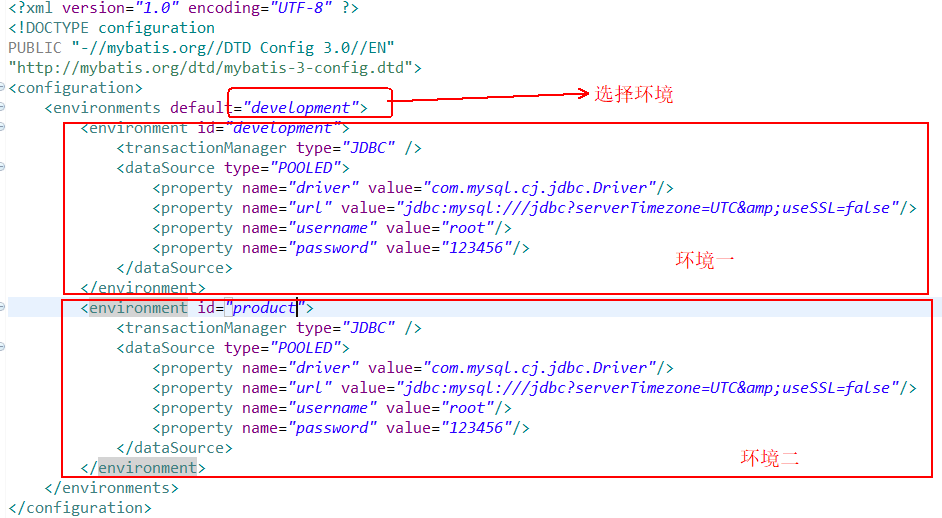 <?xml version="1.0" encoding="UTF-8" ?>
<!DOCTYPE configuration
PUBLIC "-//mybatis.org//DTD Config 3.0//EN"
"http://mybatis.org/dtd/mybatis-3-config.dtd">
<configuration>
<environments default="development"> 选择环境
<environment id="development">
<transactionManager type="JDBC" />
<dataSource type="POOLED">
<property name="driver" value="com.mysql.cj.jdbc.Driver"/>
<property name="url" value="jdbc:mysql:///jdbc?serverTimezone=UTC&amp;useSSL=false"/>
<property name="username" value="root"/>
<property name="password" value="123456"/>
环境一
</dataSource>
</environment>
<environment id="product">
<transactionManager type="JDBC" />
<dataSource type="POOLED">
<property name="driver" value="com.mysql.cj.jdbc.Driver"/>
<property name="url" value="jdbc:mysql:///jdbc?serverTimezone=UTC&amp;useSSL=false"/>
<property name="username" value="root"/>
<property name="password" value="123456"/>
</dataSource>
环境二
</environment>
</environments>
</configuration>